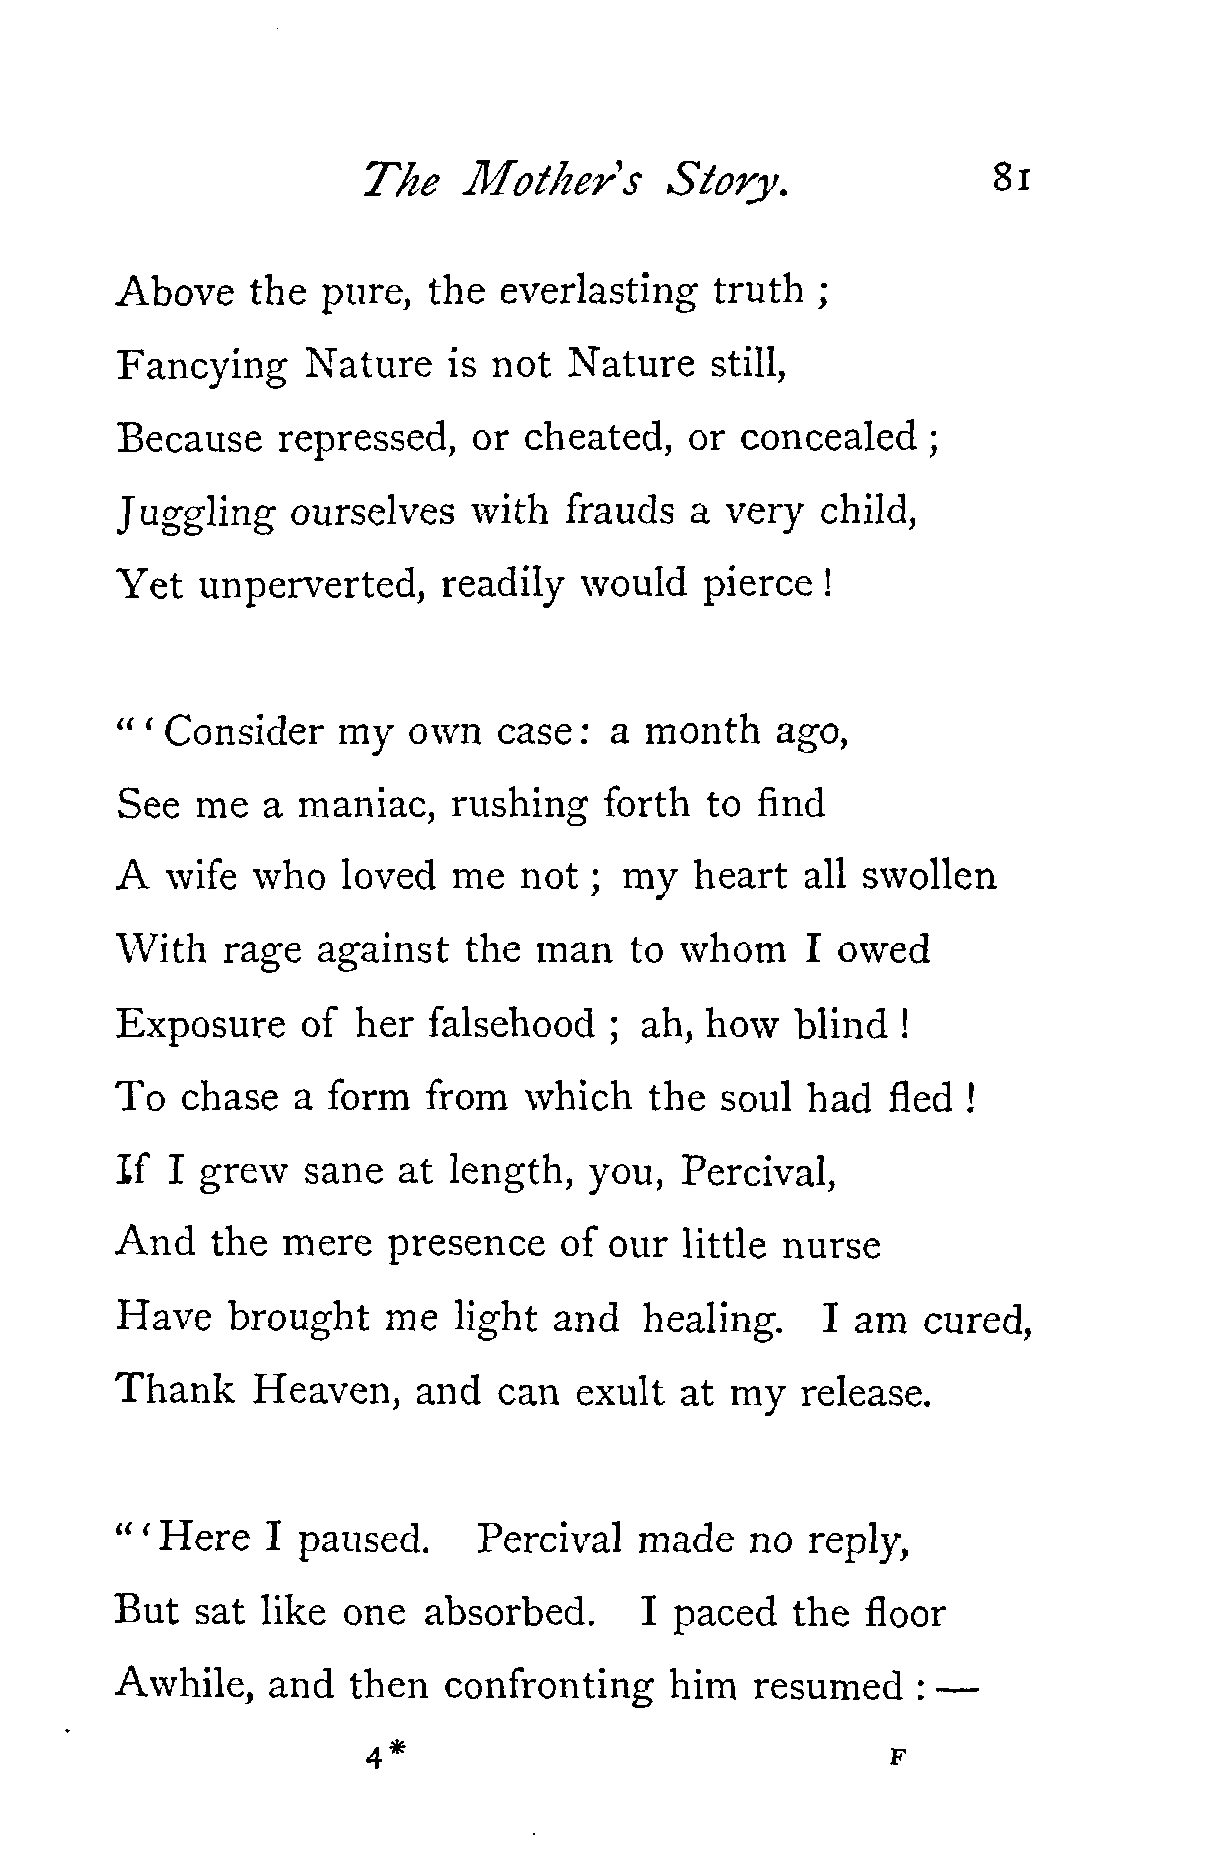 The Mother's Story. 81
Above the pure, the everlasting truth ;
Fancying Nature is not Nature still,
Because repressed, or cheated, or concealed ;
Juggling ourselves with frauds a very child,
Yet unperverted, readily would pierce !
" ' Consider my own case : a month ago,
See me a maniac, rushing forth to find
A wife who loved me not ; my heart all swollen
With rage against the man to whom I owed
Exposure of her falsehood ; ah, how blind !
To chase a form from which the soul had fled !
If I grew sane at length, you, Percival,
And the mere presence of our little nurse
Have brought me light and healing. I am cured,
Thank Heaven, and can exult at my release.
" ' Here I paused. Percival made no reply,
But sat like one absorbed. I paced the floor
Awhile, and then confronting him resumed : —
4* F